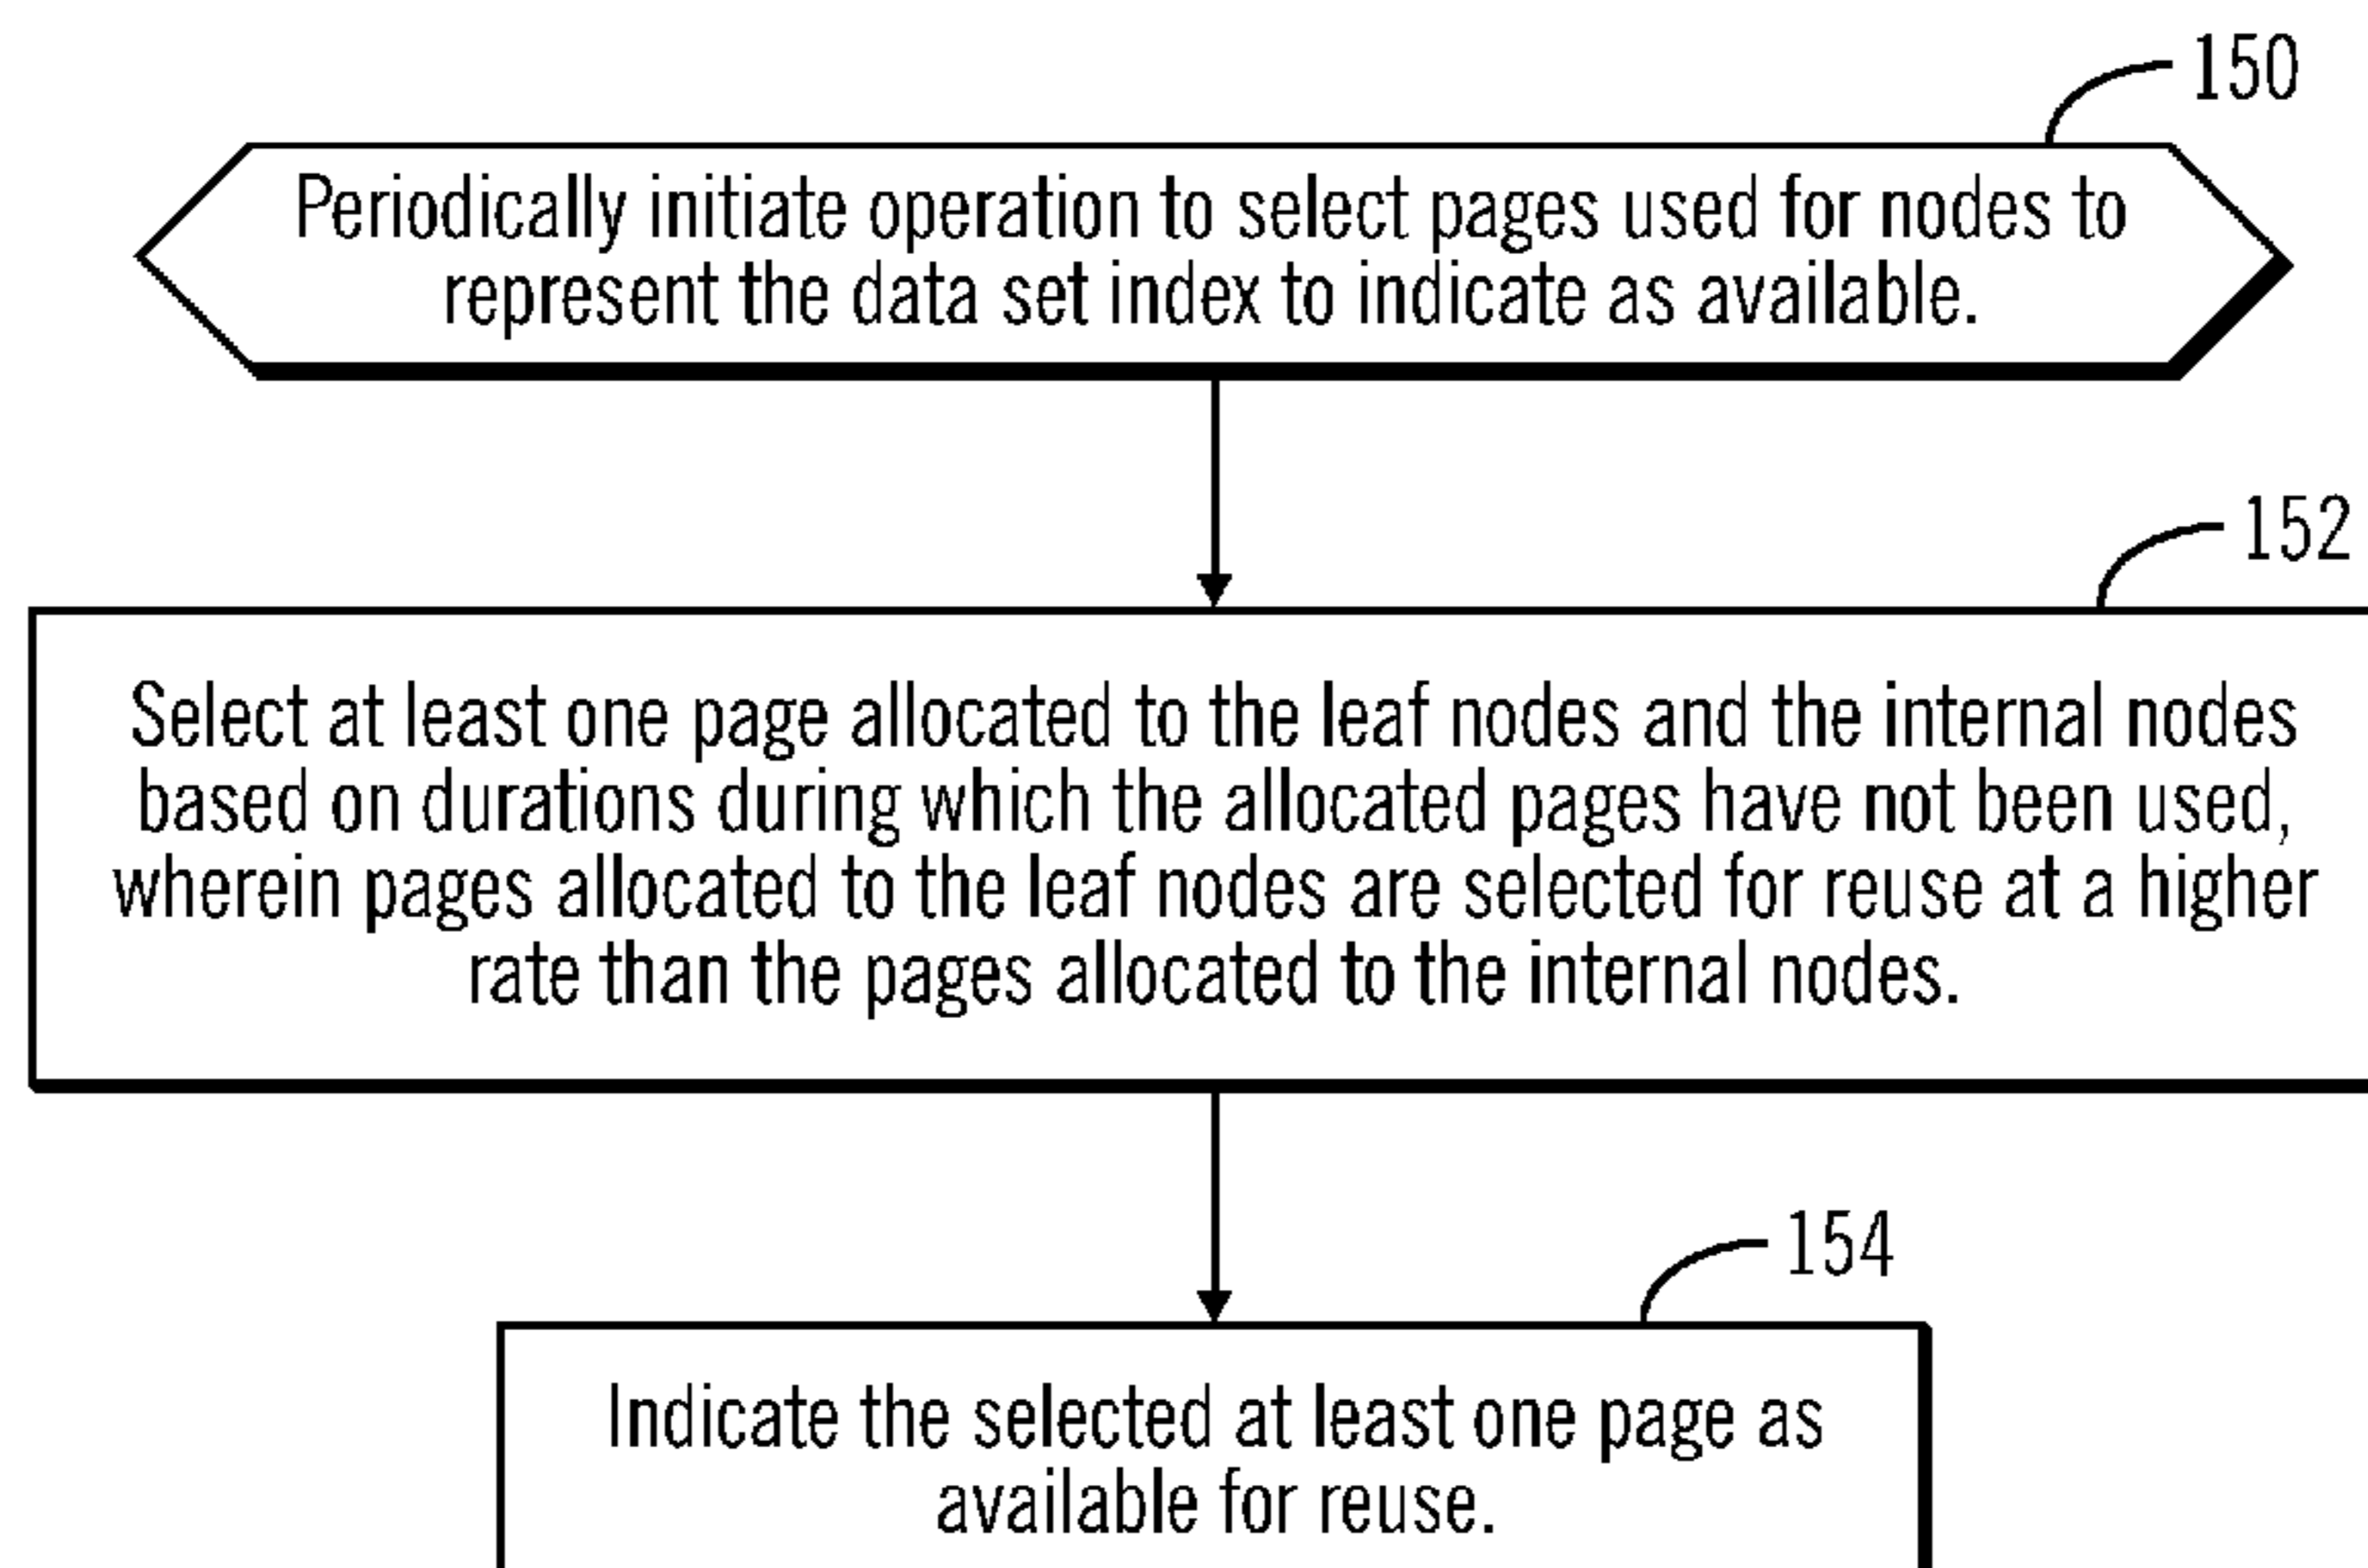 150
Periodically initiate operation to select pages used for nodes to
represent the data set index to indicate as available.
152
Select at least one page allocated to the leaf nodes and the internal nodes
based on durations during which the allocated pages have not been used,
wherein pages allocated to the leaf nodes are selected for reuse at a higher
rate than the pages allocated to the internal nodes.
154
Indicate the selected at least one page as
available for reuse.